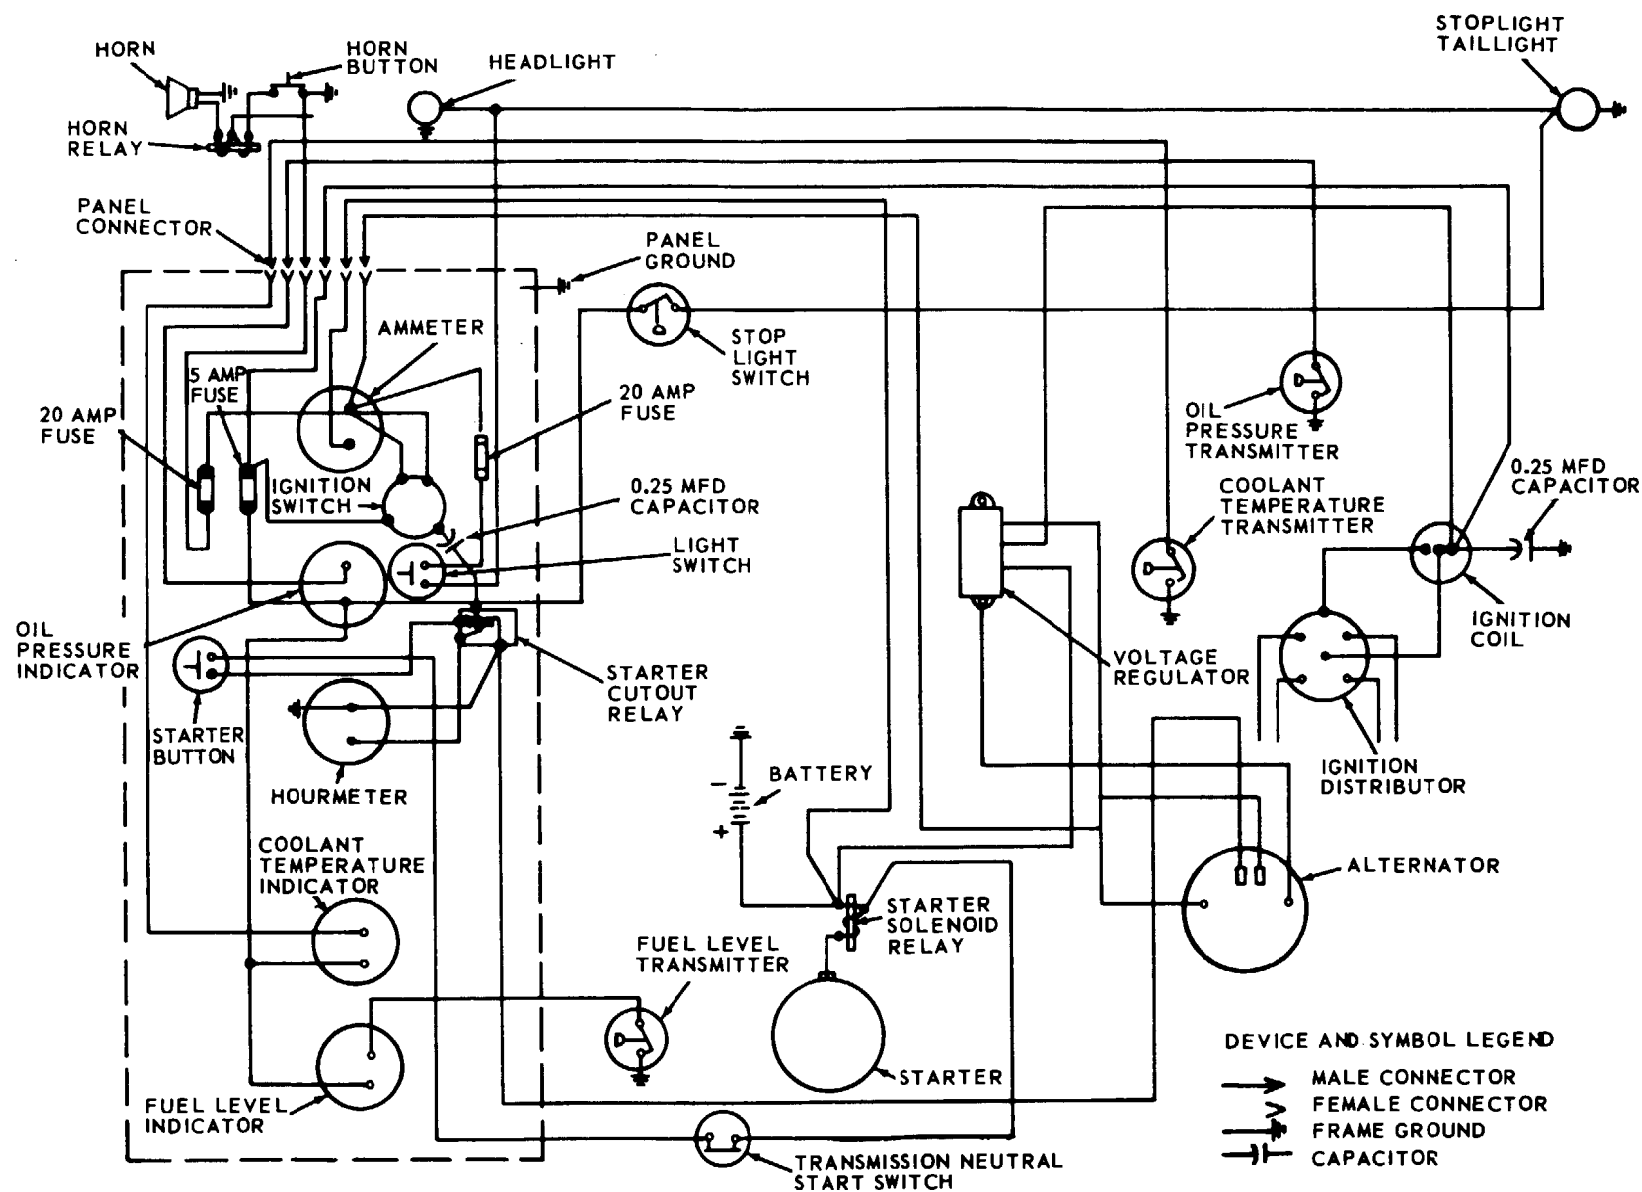 STOPLIGHT
TAILLIGHT
HORN
HORN
BUTTON
HEADLIGHT
HORN
RELAY
PANEL
CONNECTOR
PANEL
GROUND
AMMETER
STOP
LIGHT
SWITCH
5 AMP
FUSE
20 AMP
FUSE
20 AMP
FUSE
OIL
PRESSURE
TRANSMITTER
IGNITION
SWITCH
0.25 MFD
CAPACITOR
COOLANT
TEMPERATURE
TRANSMITTER
0.25 MFD
CAPACITOR
LIGHT
SWITCH
OIL
PRESSURE
INDICATOR
IGNITION
COIL
STARTER
CUTOUT
RELAY
VOLTAGE
REGULATOR
STARTER
BUTTON
HOURMETER
BATTERY
-
+
IGNITION
DISTRIBUTOR
COOLANT
TEMPERATURE
INDICATOR
ALTERNATOR
STARTER
SOLENOID
RELAY
FUEL LEVEL
TRANSMITTER
STARTER
FUEL LEVEL
INDICATOR
TRANSMISSION NEUTRAL
START SWITCH
DEVICE AND SYMBOL LEGEND
MALE CONNECTOR
FEMALE CONNECTOR
FRAME GROUND
CAPACITOR